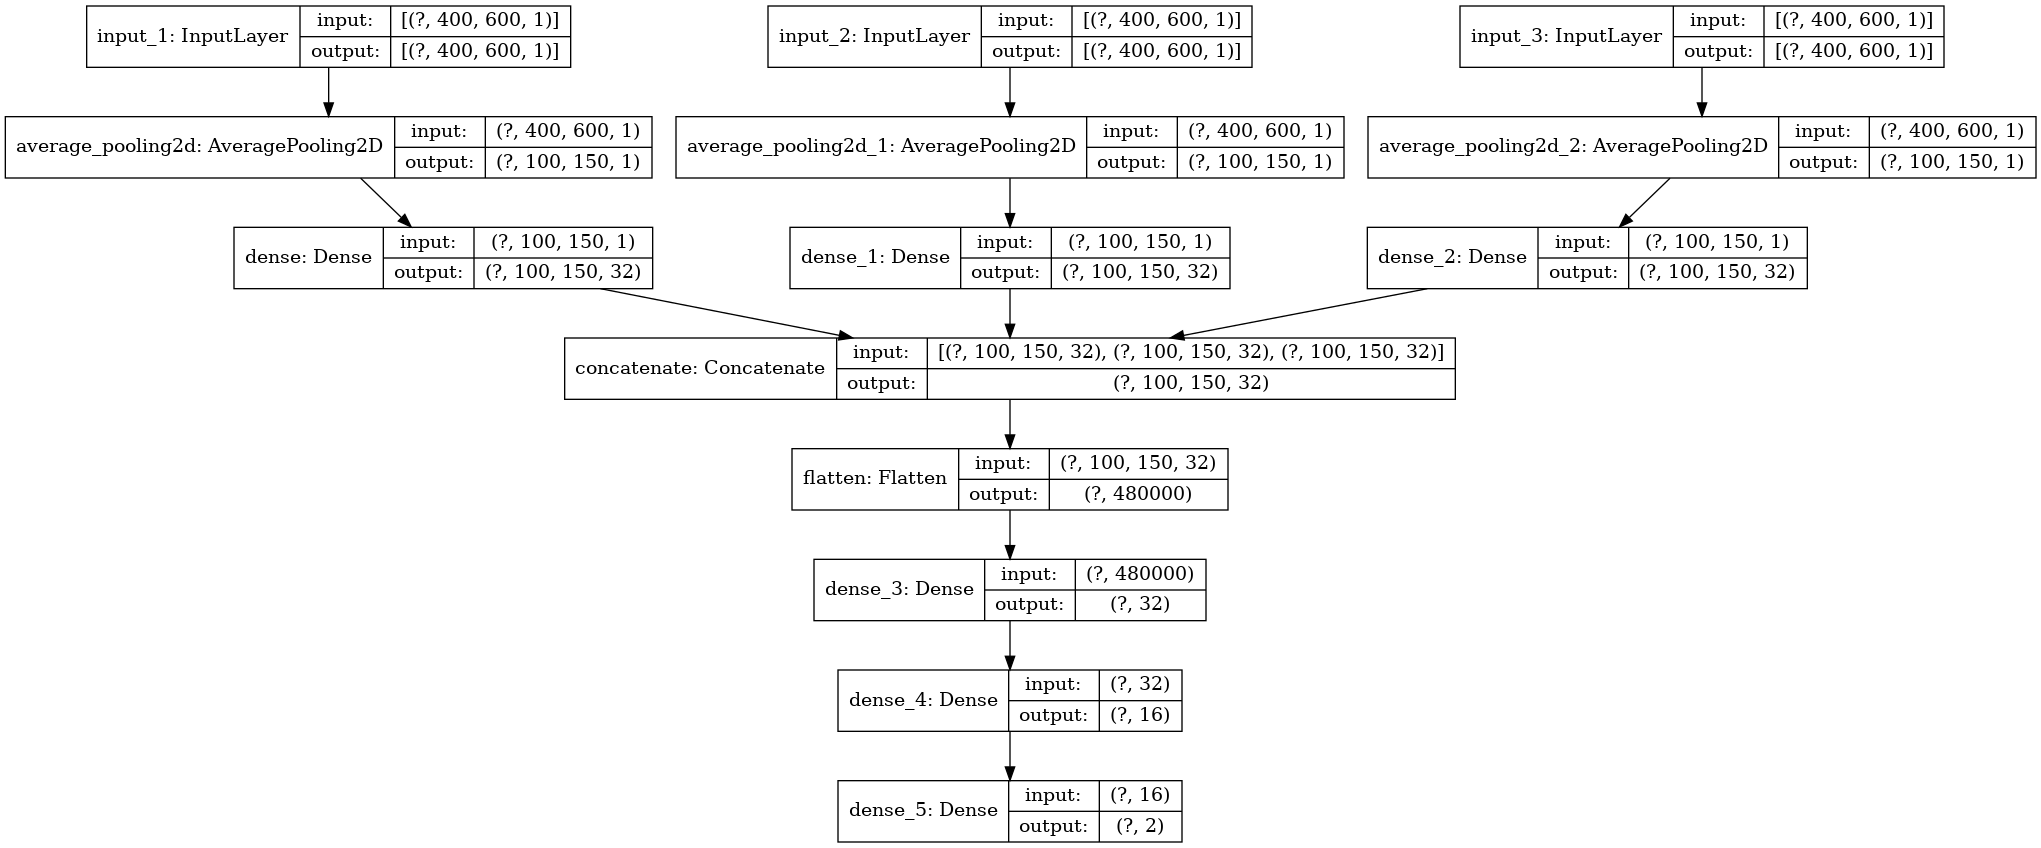 input_1: InputLayer
input:
[(?, 400, 600, 1)]
output:
[(?, 400, 600, 1)]
input_2: InputLayer
input:
[(?, 400, 600, 1)]
output:
[(?, 400, 600, 1)]
input_3: InputLayer
input:
[(?, 400, 600, 1)]
output:
[(?, 400, 600, 1)]
average_pooling2d: AveragePooling2D
input:
(?, 400, 600, 1)
output:
(?, 100, 150, 1)
average_pooling2d_1: AveragePooling2D
input:
(?, 400, 600, 1)
output:
(?, 100, 150, 1)
average_pooling2d_2: AveragePooling2D
input:
(?, 400, 600, 1)
output:
(?, 100, 150, 1)
dense: Dense
input:
(?, 100, 150, 1)
output:
(?, 100, 150, 32)
dense_1: Dense
input:
(?, 100, 150, 1)
output:
(?, 100, 150, 32)
dense_2: Dense
input:
(?, 100, 150, 1)
output:
(?, 100, 150, 32)
concatenate: Concatenate
input:
[(?, 100, 150, 32), (?, 100, 150, 32), (?, 100, 150, 32)]
output:
(?, 100, 150, 32)
flatten: Flatten
input:
(?, 100, 150, 32)
output:
(?, 480000)
dense_3: Dense
input:
(?, 480000)
output:
(?, 32)
dense_4: Dense
input:
(?, 32)
output:
(?, 16)
dense_5: Dense
input:
(?, 16)
output:
(?, 2)